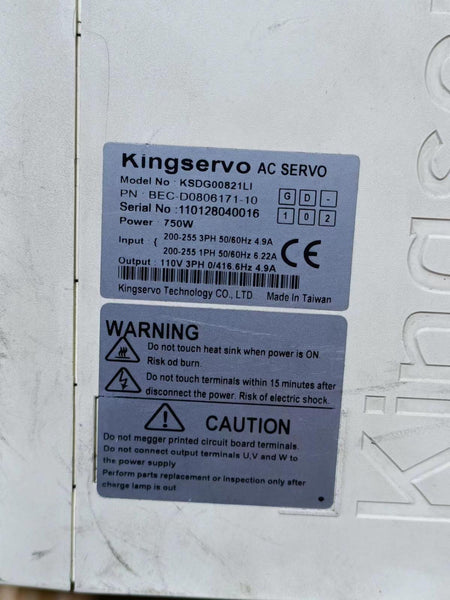 Kingservo AC SERVO
Model No : KSDG00821LI
PN : BEC-D0806171-10
G D -
Serial No : 110128040016
1 0 2
Power : 750W
Input : { 200-255 3PH 50/60Hz 4.9A
200-255 1PH 50/60Hz 6.22A
CE
Output : 110V 3PH 0/416.6Hz 4.9A
Kingservo Technology CO., LTD. Made In Taiwan
WARNING
Do not touch heat sink when power is ON.
Risk od burn.
Do not touch terminals within 15 minutes after
disconnect the power. Risk of electric shock.
CAUTION
Do not megger printed circuit board terminals.
Do not connect output terminals U,V and W to
the power supply
Perform parts replacement or inspection only after
charge lamp is out
Kingse